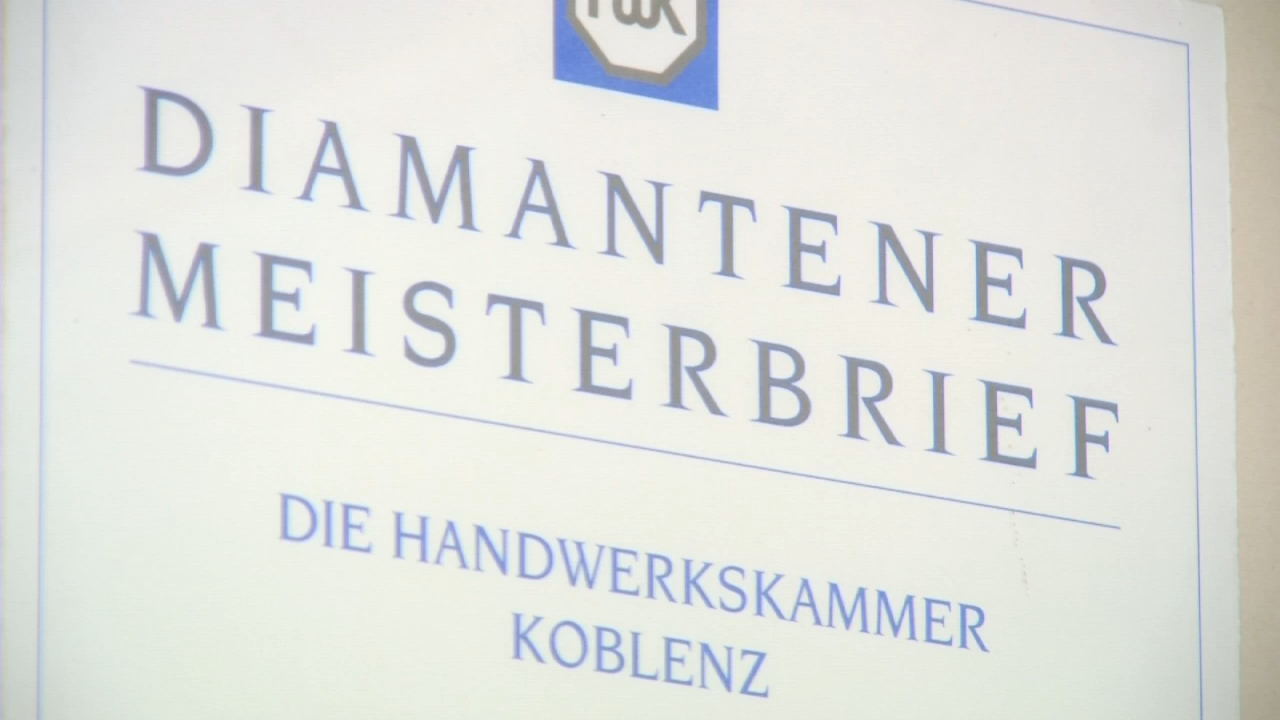 DIAMANTENER
MEISTERBRIEF
DIE HANDWERKSKAMMER
KOBLENZ